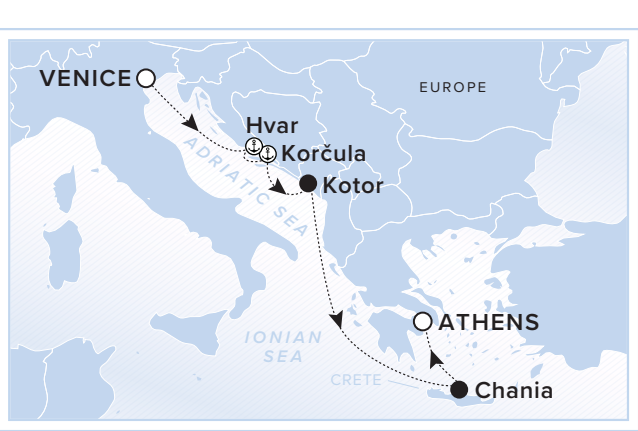 VENICE
EUROPE
Hvar
Korčula
ADRIATIC SEA
Kotor
ATHENS
IONIAN
SEA
CRETE
Chania